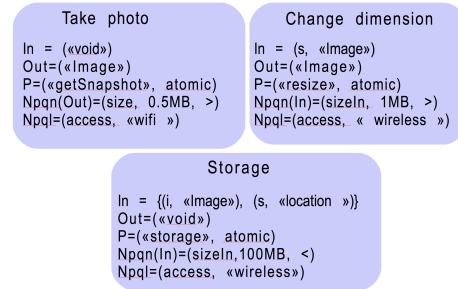 Take photo
In = («void»)
Out=(«Image»)
P=(«getSnapshot», atomic)
Npqn(Out)=(size, 0.5MB, >)
Npql=(access, «wifi »)
Change dimension
In = (s, «Image»)
Out=(«Image»)
P=(«resize», atomic)
Npqn(In)=(sizeIn, 1MB, >)
Npql=(access, « wireless »)
Storage
In = {(i, «Image»), (s, «location »)}
Out=(«void»)
P=(«storage», atomic)
Npqn(In)=(sizeIn,100MB, <)
Npql=(access, «wireless»)